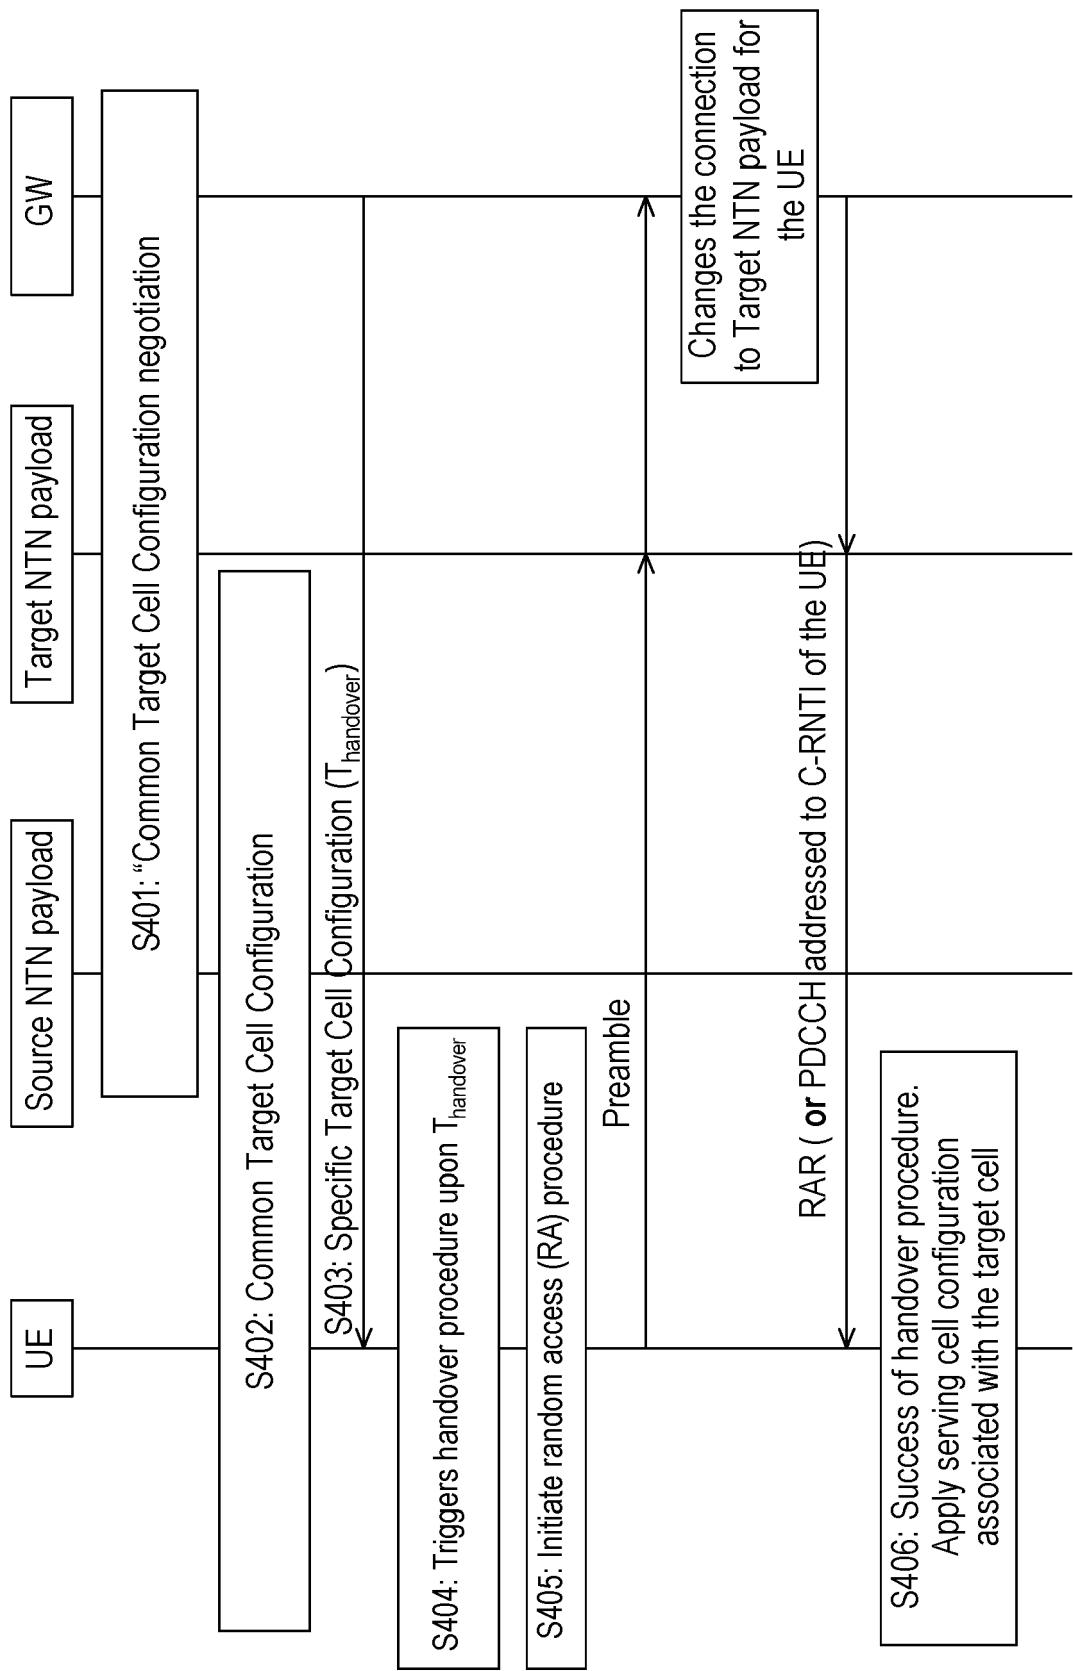 UE
Source NTN payload
Target NTN payload
GW
S401: “Common Target Cell Configuration negotiation
S402: Common Target Cell Configuration
S403: Specific Target Cell Configuration (Thandover)
S404: Triggers handover procedure upon Thandover
S405: Initiate random access (RA) procedure
Preamble
Changes the connection
to Target NTN payload for
the UE
RAR ( or PDCCH addressed to C-RNTI of the UE)
S406: Success of handover procedure.
Apply serving cell configuration
associated with the target cell